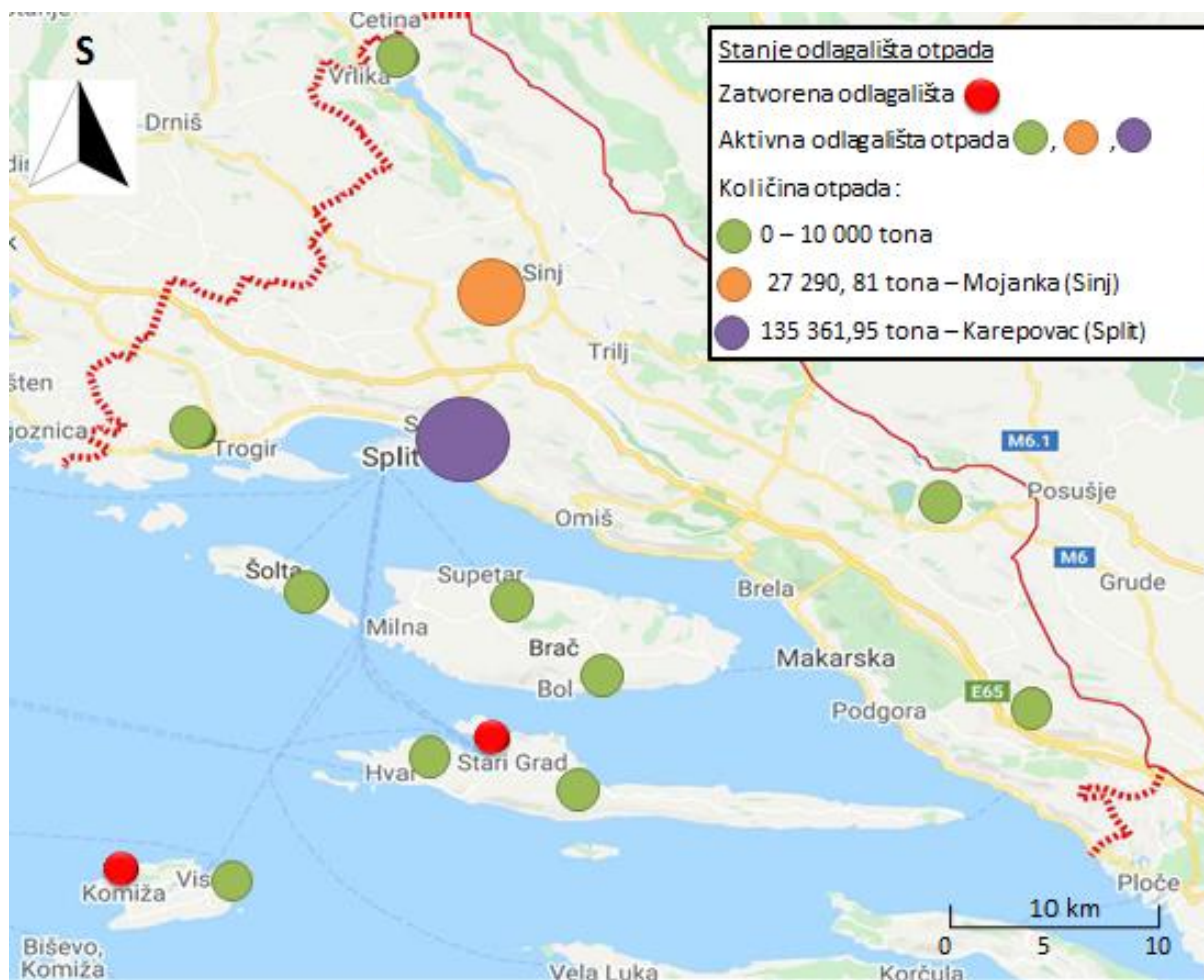 Cetina
S
Vrlika
Drniš
Stanje odlagališta otpada
Zatvorena odlagališta
Aktivna odlagališta otpada , ,
Količina otpada :
0 – 10 000 tona
27 290, 81 tona – Mojanka (Sinj)
135 361,95 tona – Karepovac (Split)
Sinj
Trilj
šten
goznica
Trogir
S
Split
M6.1
Posušje
Omiš
M6
Grude
Šolta
Supetar
Brela
Milna
Brač
Makarska
Bol
E65
Podgora
Hvar
Stari Grad
Komiža
Vis
Ploče
10 km
0 5 10
Biševo,
Komiža
Vela Luka
Korčula